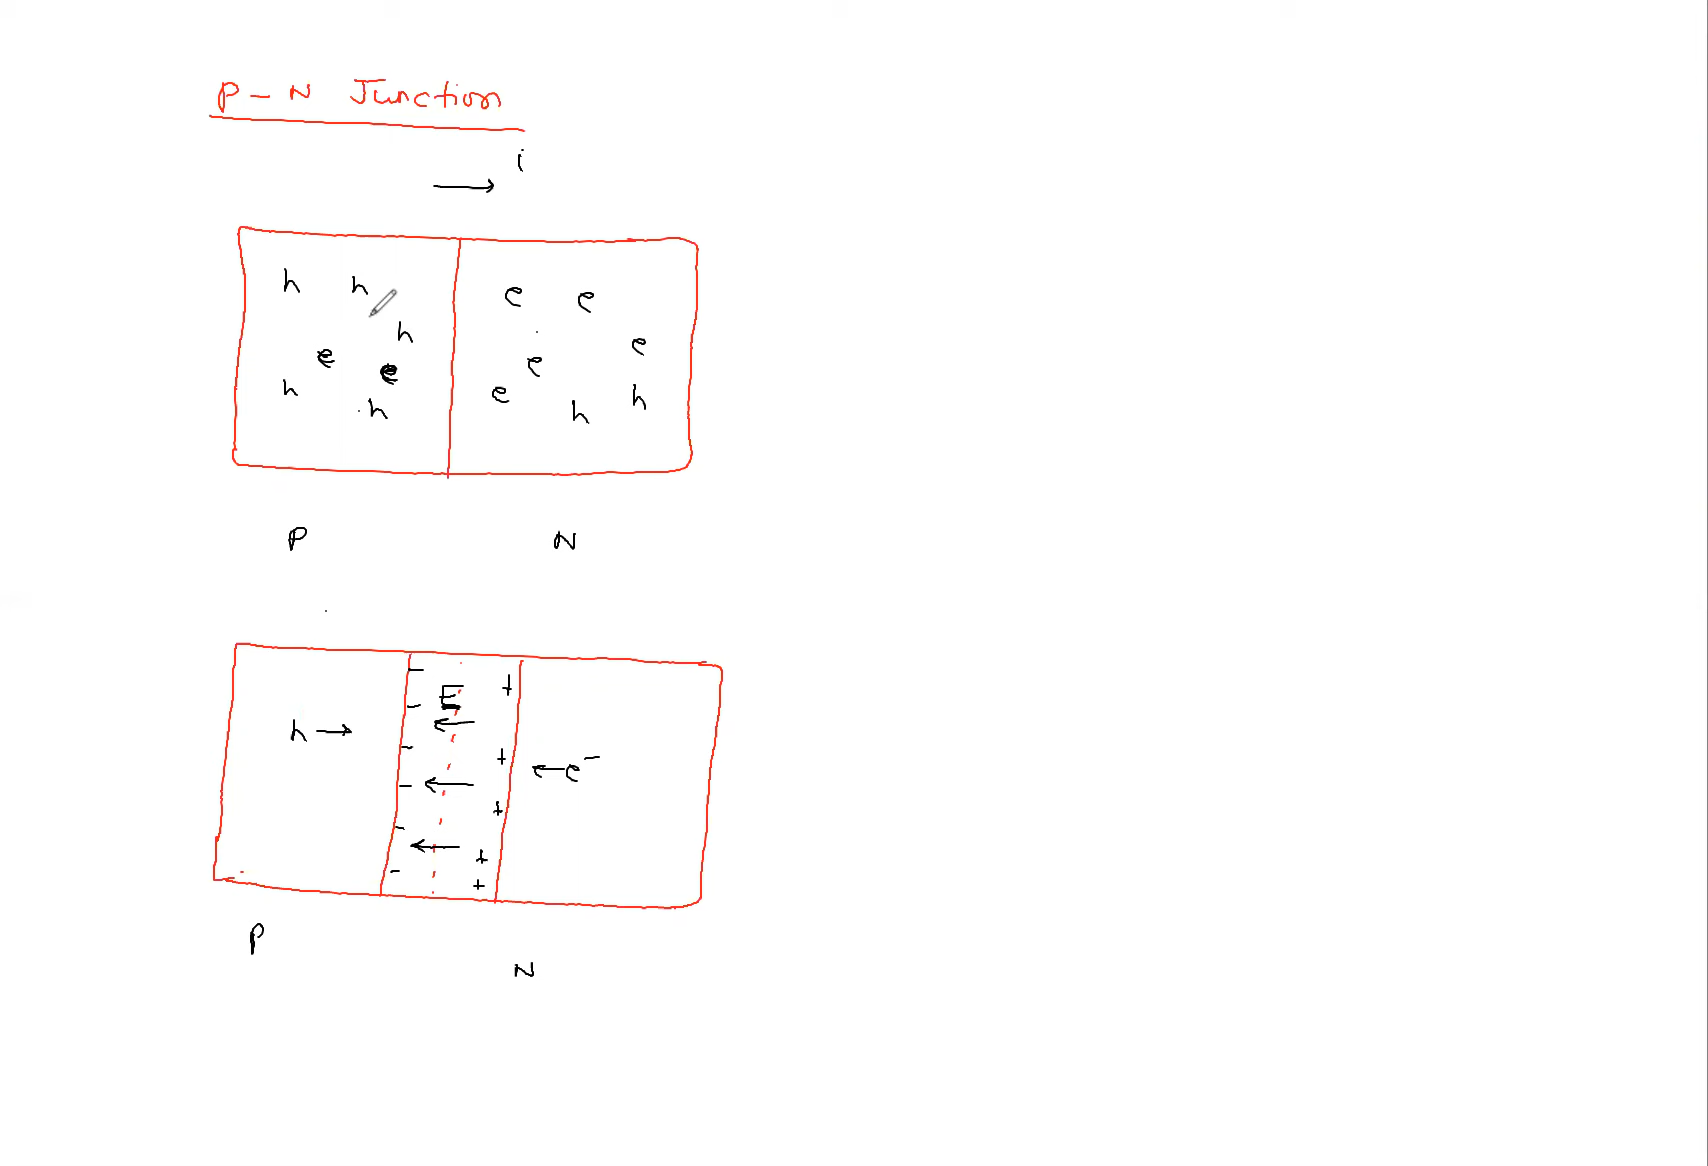 P - N Junction
i
h h e e
h e
e e e
h e h
h h
P N
- E +
-
h → ← e⁻
- +
- +
- +
- +
P
N